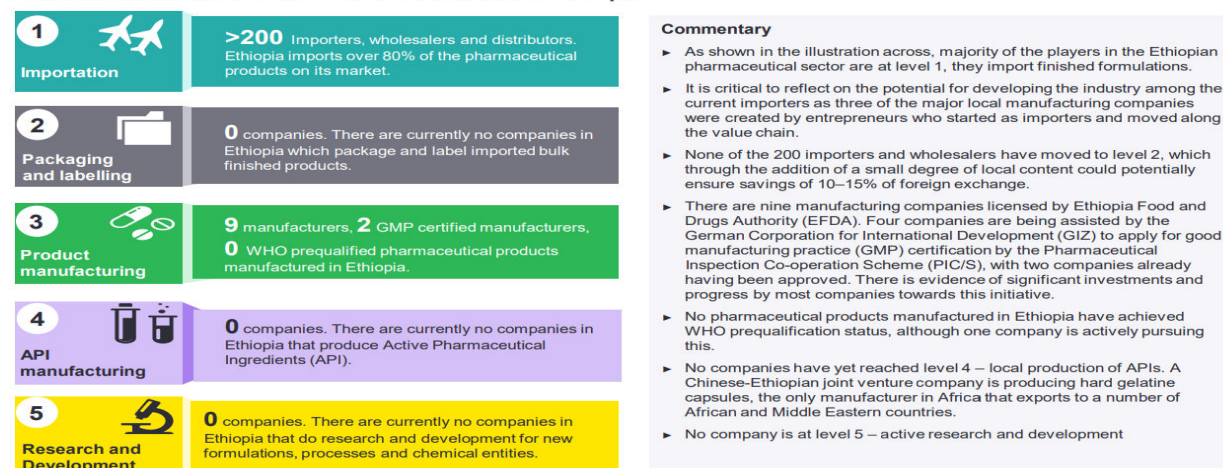 1
Importation
>200 Importers, wholesalers and distributors.
Ethiopia imports over 80% of the pharmaceutical
products on its market.
2
Packaging
and labelling
0 companies. There are currently no companies in
Ethiopia which package and label imported bulk
finished products.
3
Product
manufacturing
9 manufacturers, 2 GMP certified manufacturers,
0 WHO prequalified pharmaceutical products
manufactured in Ethiopia.
4
API
manufacturing
0 companies. There are currently no companies in
Ethiopia that produce Active Pharmaceutical
Ingredients (API).
5
Research and
Development
0 companies. There are currently no companies in
Ethiopia that do research and development for new
formulations, processes and chemical entities.
Commentary
► As shown in the illustration across, majority of the players in the Ethiopian
pharmaceutical sector are at level 1, they import finished formulations.
► It is critical to reflect on the potential for developing the industry among the
current importers as three of the major local manufacturing companies
were created by entrepreneurs who started as importers and moved along
the value chain.
► None of the 200 importers and wholesalers have moved to level 2, which
through the addition of a small degree of local content could potentially
ensure savings of 10–15% of foreign exchange.
► There are nine manufacturing companies licensed by Ethiopia Food and
Drugs Authority (EFDA). Four companies are being assisted by the
German Corporation for International Development (GIZ) to apply for good
manufacturing practice (GMP) certification by the Pharmaceutical
Inspection Co-operation Scheme (PIC/S), with two companies already
having been approved. There is evidence of significant investments and
progress by most companies towards this initiative.
► No pharmaceutical products manufactured in Ethiopia have achieved
WHO prequalification status, although one company is actively pursuing
this.
► No companies have yet reached level 4 – local production of APIs. A
Chinese-Ethiopian joint venture company is producing hard gelatine
capsules, the only manufacturer in Africa that exports to a number of
African and Middle Eastern countries.
► No company is at level 5 – active research and development